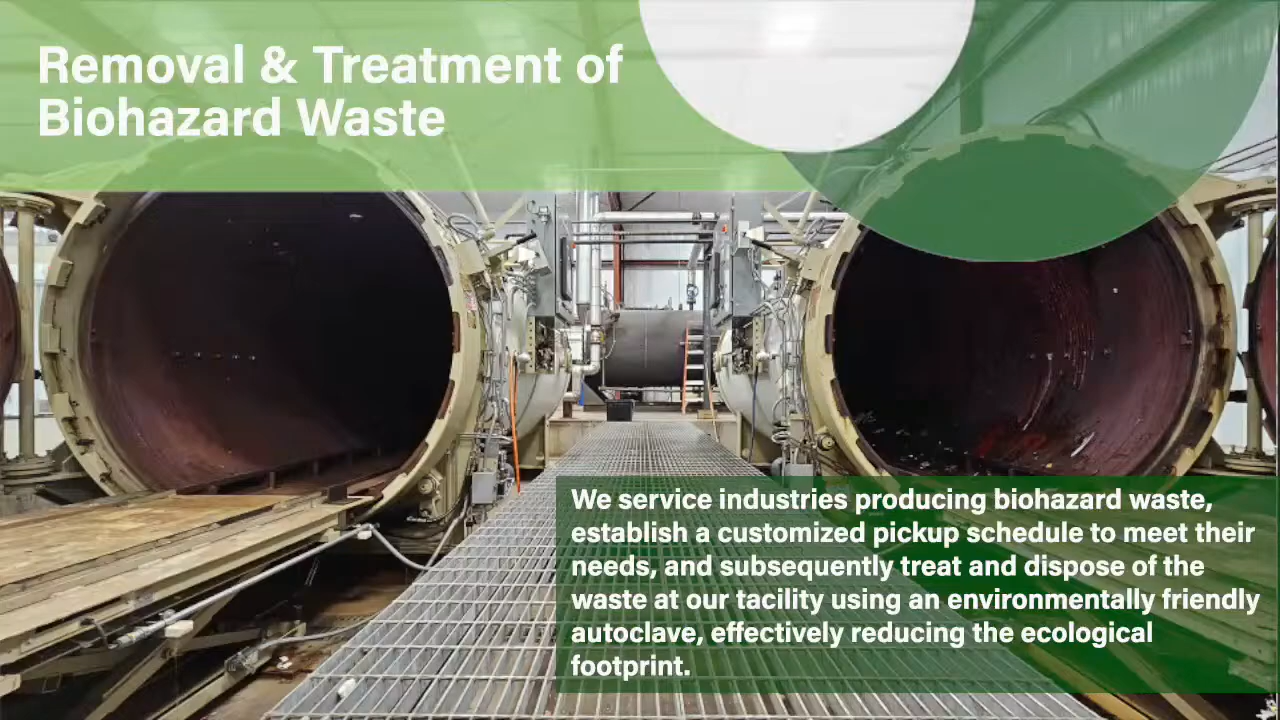 Removal & Treatment of
Biohazard Waste
We service industries producing biohazard waste,
establish a customized pickup schedule to meet their
needs, and subsequently treat and dispose of the
waste at our tacility using an environmentally friendly
autoclave, effectively reducing the ecological
footprint.